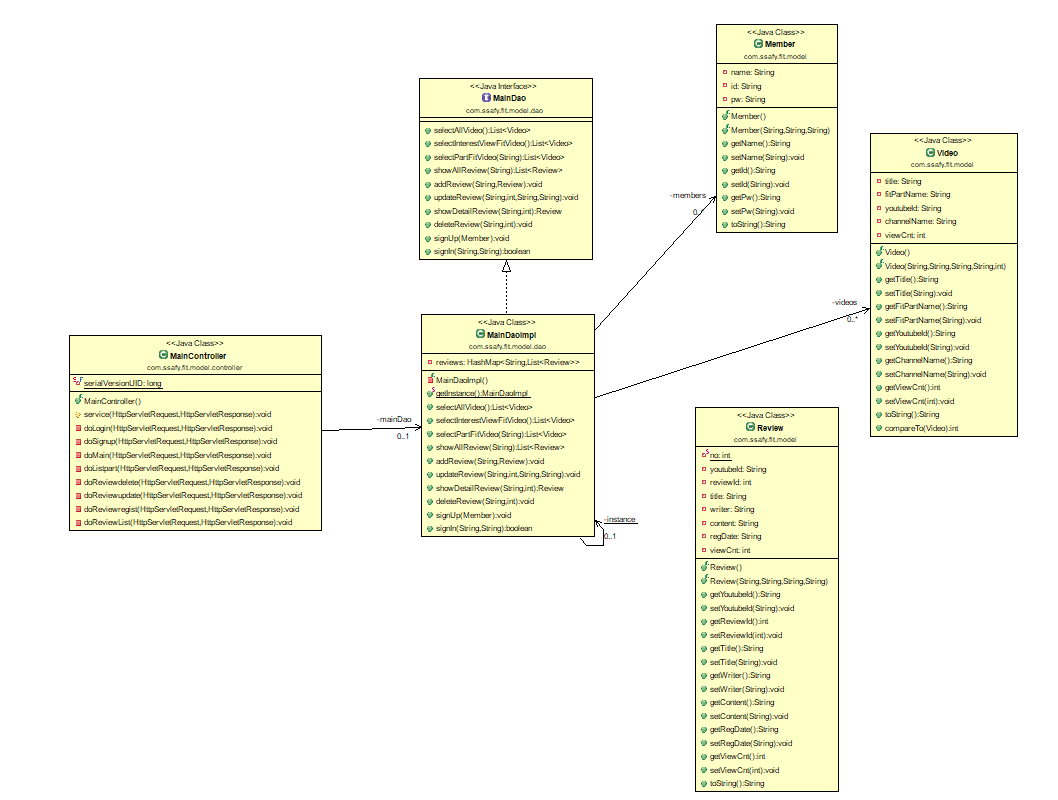 <<Java Class>>
Member
com.ssafy.fit.model
name: String
id: String
pw: String
Member()
Member(String,String,String)
getName():String
setName(String):void
getId():String
setId(String):void
getPw():String
setPw(String):void
toString():String
<<Java Interface>>
MainDao
com.ssafy.fit.model.dao
selectAllVideo():List<Video>
selectInterestViewFitVideo():List<Video>
selectPartFitVideo(String):List<Video>
showAllReview(String):List<Review>
addReview(String,Review):void
updateReview(String,int,String,String):void
showDetailReview(String,int):Review
deleteReview(String,int):void
signUp(Member):void
signIn(String,String):boolean
<<Java Class>>
Video
com.ssafy.fit.model
title: String
fitPartName: String
youtubeId: String
channelName: String
viewCnt: int
Video()
Video(String,String,String,String,int)
getTitle():String
setTitle(String):void
getFitPartName():String
setFitPartName(String):void
getYoutubeId():String
setYoutubeId(String):void
getChannelName():String
setChannelName(String):void
getViewCnt():int
setViewCnt(int):void
toString():String
compareTo(Video):int
-members
-videos
0..*
<<Java Class>>
MainDaoImpl
com.ssafy.fit.model.dao
reviews: HashMap<String,List<Review>>
MainDaoImpl()
getInstance():MainDaoImpl
selectAllVideo():List<Video>
selectInterestViewFitVideo():List<Video>
selectPartFitVideo(String):List<Video>
showAllReview(String):List<Review>
addReview(String,Review):void
updateReview(String,int,String,String):void
showDetailReview(String,int):Review
deleteReview(String,int):void
signUp(Member):void
signIn(String,String):boolean
<<Java Class>>
MainController
com.ssafy.fit.model.controller
serialVersionUID: long
MainController()
service(HttpServletRequest,HttpServletResponse):void
doLogin(HttpServletRequest,HttpServletResponse):void
doSignup(HttpServletRequest,HttpServletResponse):void
doMain(HttpServletRequest,HttpServletResponse):void
doListpart(HttpServletRequest,HttpServletResponse):void
doReviewdelete(HttpServletRequest,HttpServletResponse):void
doReviewupdate(HttpServletRequest,HttpServletResponse):void
doReviewregist(HttpServletRequest,HttpServletResponse):void
doReviewList(HttpServletRequest,HttpServletResponse):void
-mainDao
0..1
-instance
0..1
<<Java Class>>
Review
com.ssafy.fit.model
no: int
youtubeId: String
reviewId: int
title: String
writer: String
content: String
regDate: String
viewCnt: int
Review()
Review(String,String,String,String)
getYoutubeId():String
setYoutubeId(String):void
getReviewId():int
setReviewId(int):void
getTitle():String
setTitle(String):void
getWriter():String
setWriter(String):void
getContent():String
setContent(String):void
getRegDate():String
setRegDate(String):void
getViewCnt():int
setViewCnt(int):void
toString():String